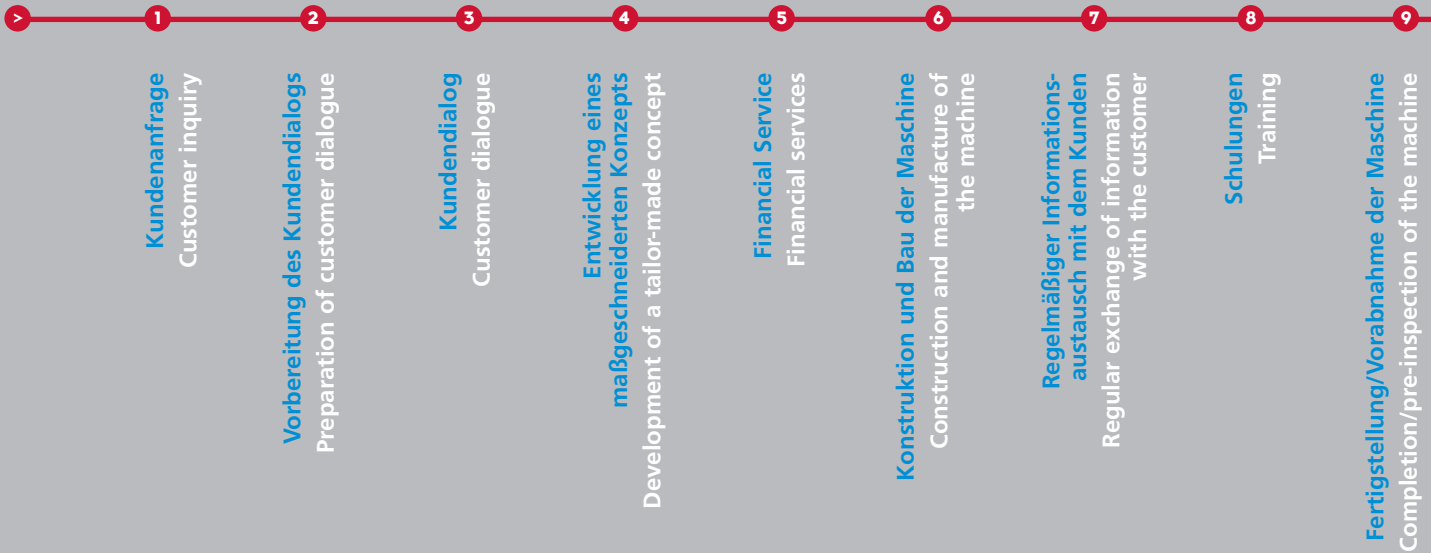 >
1
Kundenanfrage
Customer inquiry
2
Vorbereitung des Kundendialogs
Preparation of customer dialogue
3
Kundendialog
Customer dialogue
4
Entwicklung eines
maßgeschneiderten Konzepts
Development of a tailor-made concept
5
Financial Service
Financial services
6
Konstruktion und Bau der Maschine
Construction and manufacture of
the machine
7
Regelmäßiger Informations-
austausch mit dem Kunden
Regular exchange of information
with the customer
8
Schulungen
Training
9
Fertigstellung/Vorabnahme der Maschine
Completion/pre-inspection of the machine